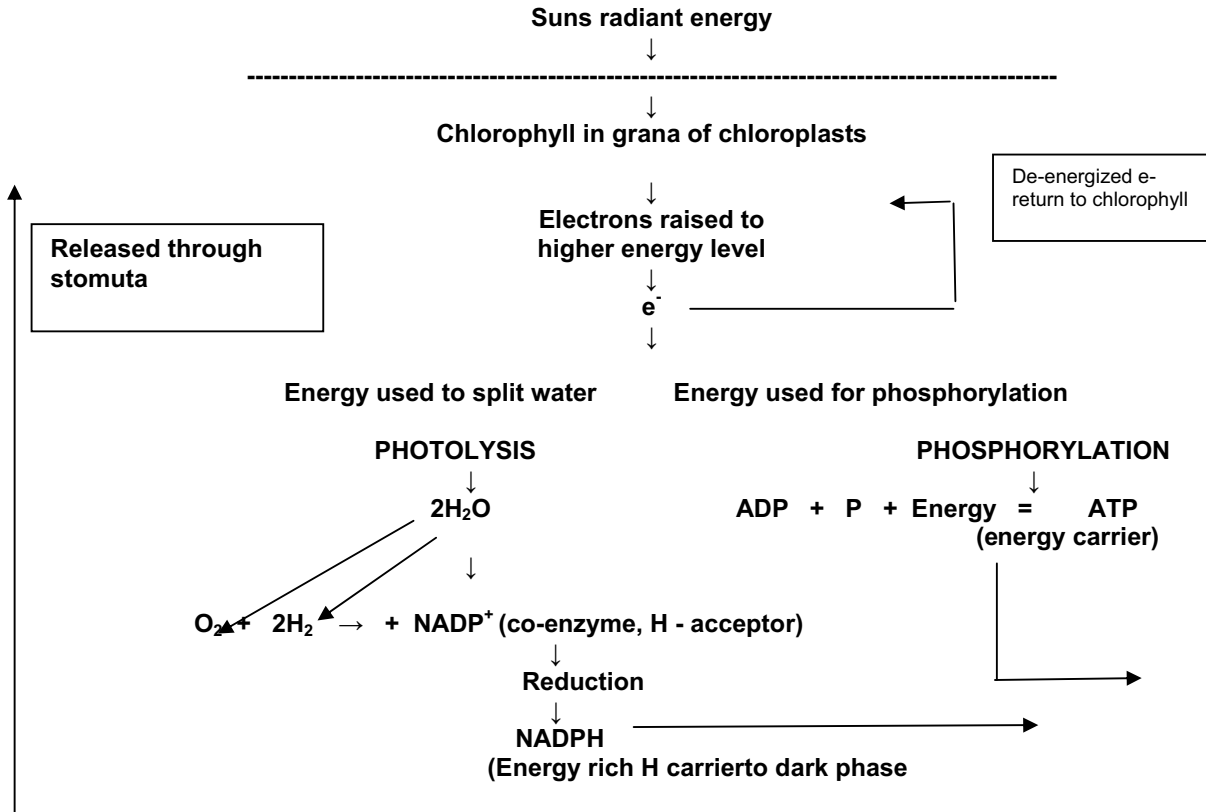 Suns radiant energy
↓
------------------------------------------------------------------------------------------------
↓
Chlorophyll in grana of chloroplasts
De-energized e-
return to chlorophyll
↓
Electrons raised to
higher energy level
Released through
stomuta
↓
e⁻
↓
Energy used to split water Energy used for phosphorylation
PHOTOLYSIS PHOSPHORYLATION
↓ ↓
2H₂O ADP + P + Energy = ATP
(energy carrier)
↓
O₂ + 2H₂ → + NADP⁺ (co-enzyme, H - acceptor)
↓
Reduction
↓
NADPH
(Energy rich H carrierto dark phase